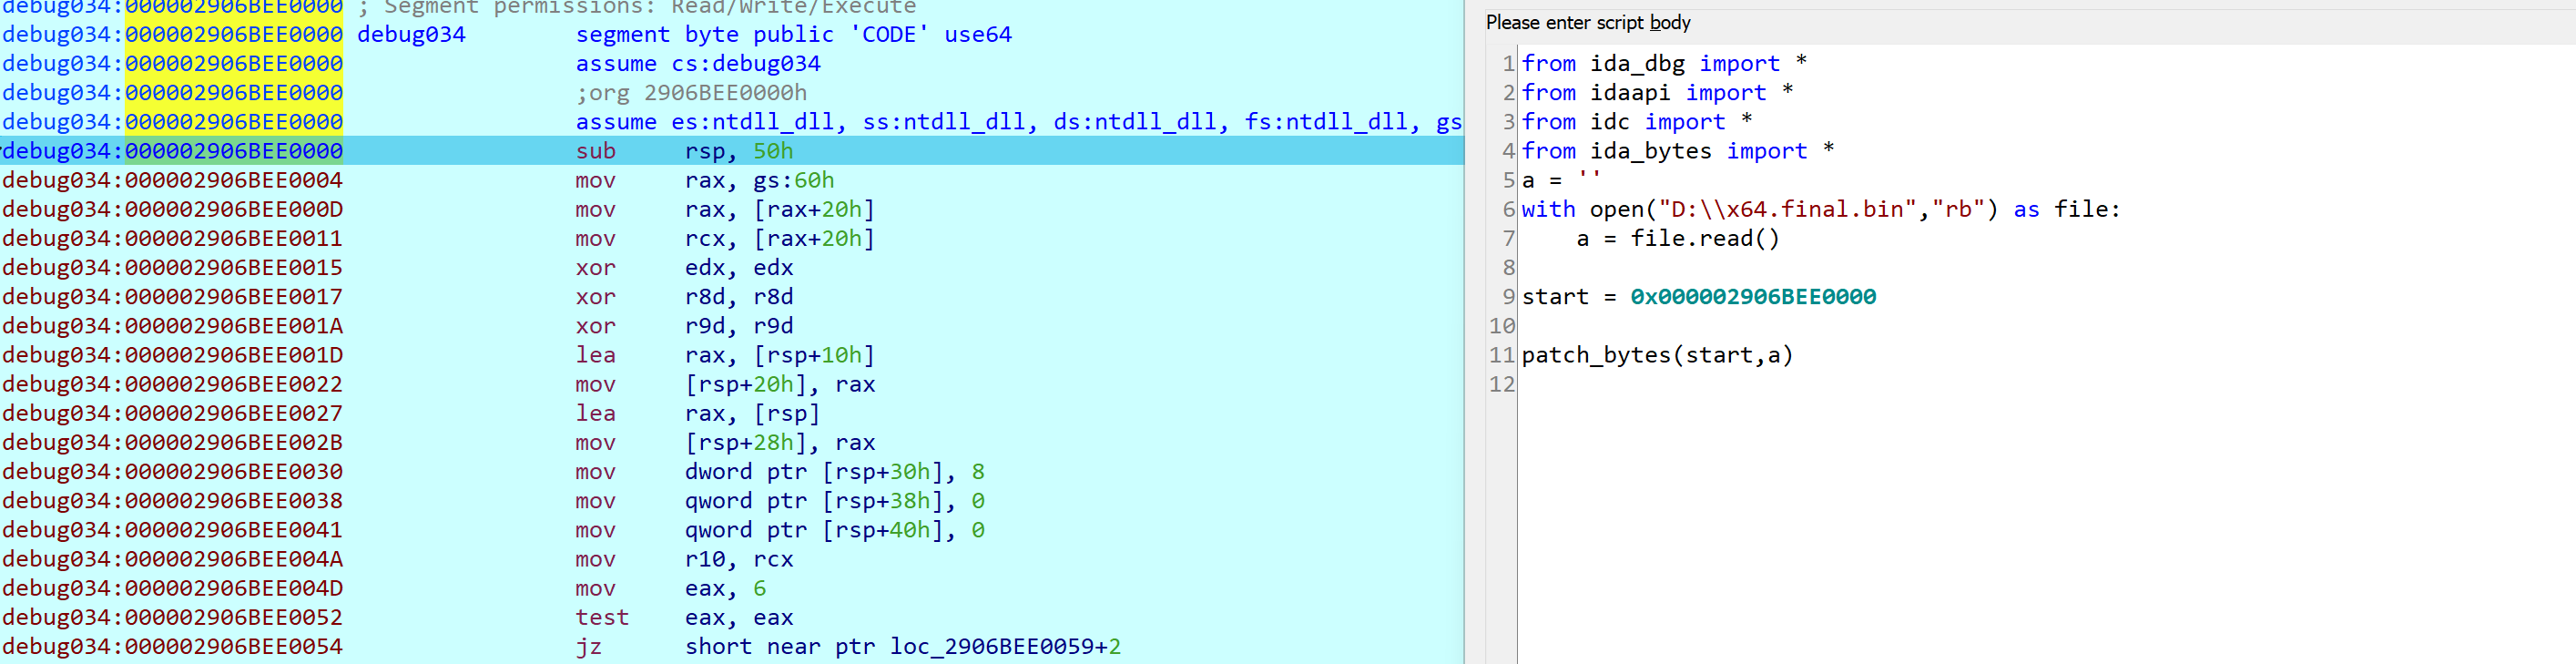 debug034:000002906BEE0000 ; Segment permissions: Read/Write/Execute
debug034:000002906BEE0000 debug034 segment byte public 'CODE' use64
debug034:000002906BEE0000 assume cs:debug034
debug034:000002906BEE0000 ;org 2906BEE0000h
debug034:000002906BEE0000 assume es:ntdll_dll, ss:ntdll_dll, ds:ntdll_dll, fs:ntdll_dll, gs
debug034:000002906BEE0000 sub rsp, 50h
debug034:000002906BEE0004 mov rax, gs:60h
debug034:000002906BEE000D mov rax, [rax+20h]
debug034:000002906BEE0011 mov rcx, [rax+20h]
debug034:000002906BEE0015 xor edx, edx
debug034:000002906BEE0017 xor r8d, r8d
debug034:000002906BEE001A xor r9d, r9d
debug034:000002906BEE001D lea rax, [rsp+10h]
debug034:000002906BEE0022 mov [rsp+20h], rax
debug034:000002906BEE0027 lea rax, [rsp]
debug034:000002906BEE002B mov [rsp+28h], rax
debug034:000002906BEE0030 mov dword ptr [rsp+30h], 8
debug034:000002906BEE0038 mov qword ptr [rsp+38h], 0
debug034:000002906BEE0041 mov qword ptr [rsp+40h], 0
debug034:000002906BEE004A mov r10, rcx
debug034:000002906BEE004D mov eax, 6
debug034:000002906BEE0052 test eax, eax
debug034:000002906BEE0054 jz short near ptr loc_2906BEE0059+2
Please enter script body
1 from ida_dbg import *
2 from idaapi import *
3 from idc import *
4 from ida_bytes import *
5 a = ''
6 with open("D:\\x64.final.bin","rb") as file:
7     a = file.read()
8
9 start = 0x000002906BEE0000
10
11 patch_bytes(start,a)
12